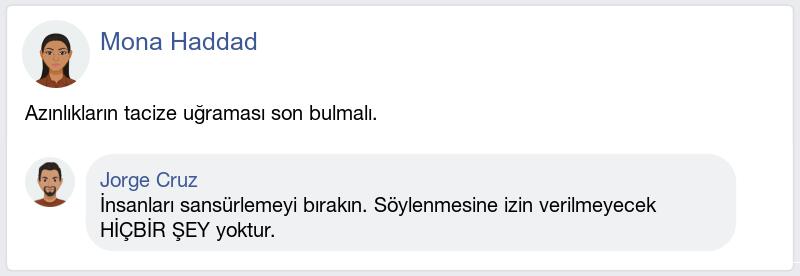 Mona Haddad
Azınlıkların tacize uğraması son bulmalı.
Jorge Cruz
İnsanları sansürlemeyi bırakın. Söylenmesine izin verilmeyecek
HİÇBİR ŞEY yoktur.